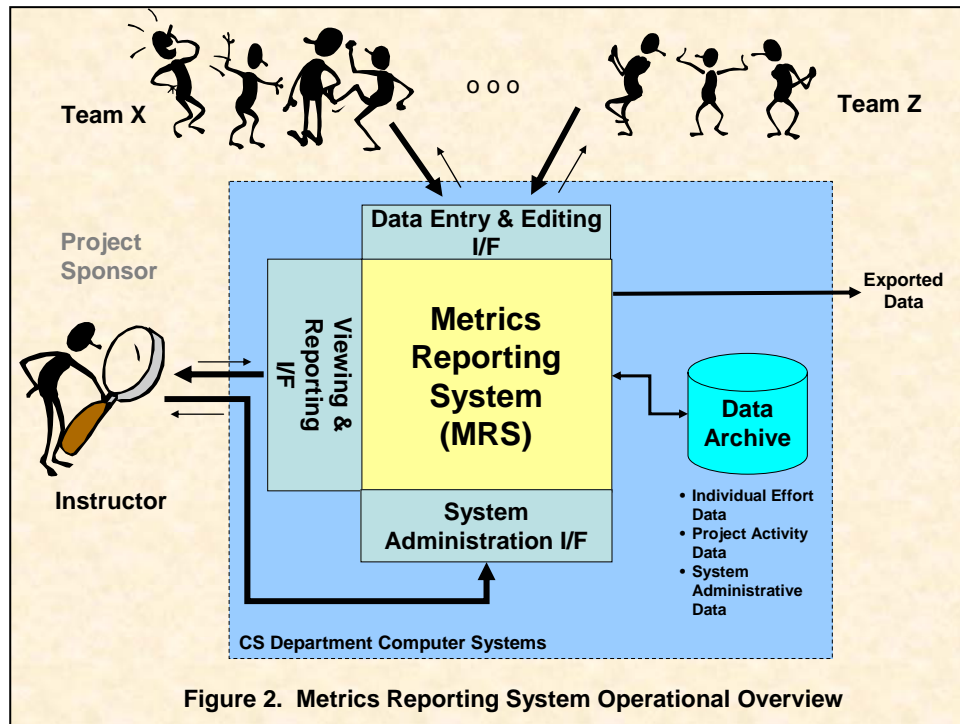 Team X
o o o
Team Z
Data Entry & Editing
I/F
Project
Sponsor
Viewing &
Reporting
I/F
Metrics
Reporting
System
(MRS)
Exported
Data
Data
Archive
Instructor
System
Administration I/F
• Individual Effort
Data
• Project Activity
Data
• System
Administrative
Data
CS Department Computer Systems
Figure 2. Metrics Reporting System Operational Overview